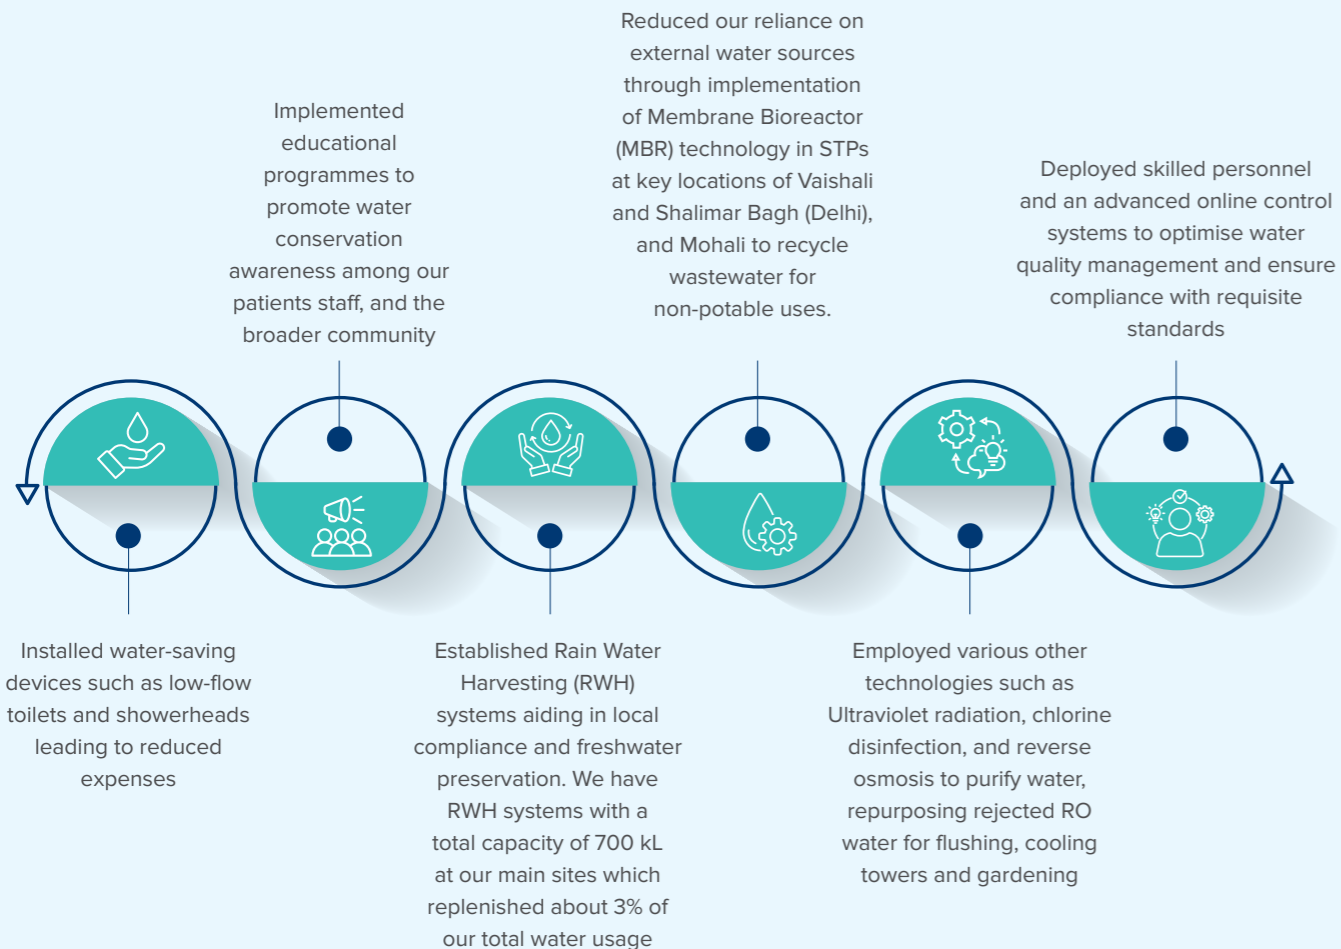 Installed water-saving
devices such as low-flow
toilets and showerheads
leading to reduced
expenses
Implemented
educational
programmes to
promote water
conservation
awareness among our
patients staff, and the
broader community
Established Rain Water
Harvesting (RWH)
systems aiding in local
compliance and freshwater
preservation. We have
RWH systems with a
total capacity of 700 kL
at our main sites which
replenished about 3% of
our total water usage
Reduced our reliance on
external water sources
through implementation
of Membrane Bioreactor
(MBR) technology in STPs
at key locations of Vaishali
and Shalimar Bagh (Delhi),
and Mohali to recycle
wastewater for
non-potable uses.
Employed various other
technologies such as
Ultraviolet radiation, chlorine
disinfection, and reverse
osmosis to purify water,
repurposing rejected RO
water for flushing, cooling
towers and gardening
Deployed skilled personnel
and an advanced online control
systems to optimise water
quality management and ensure
compliance with requisite
standards